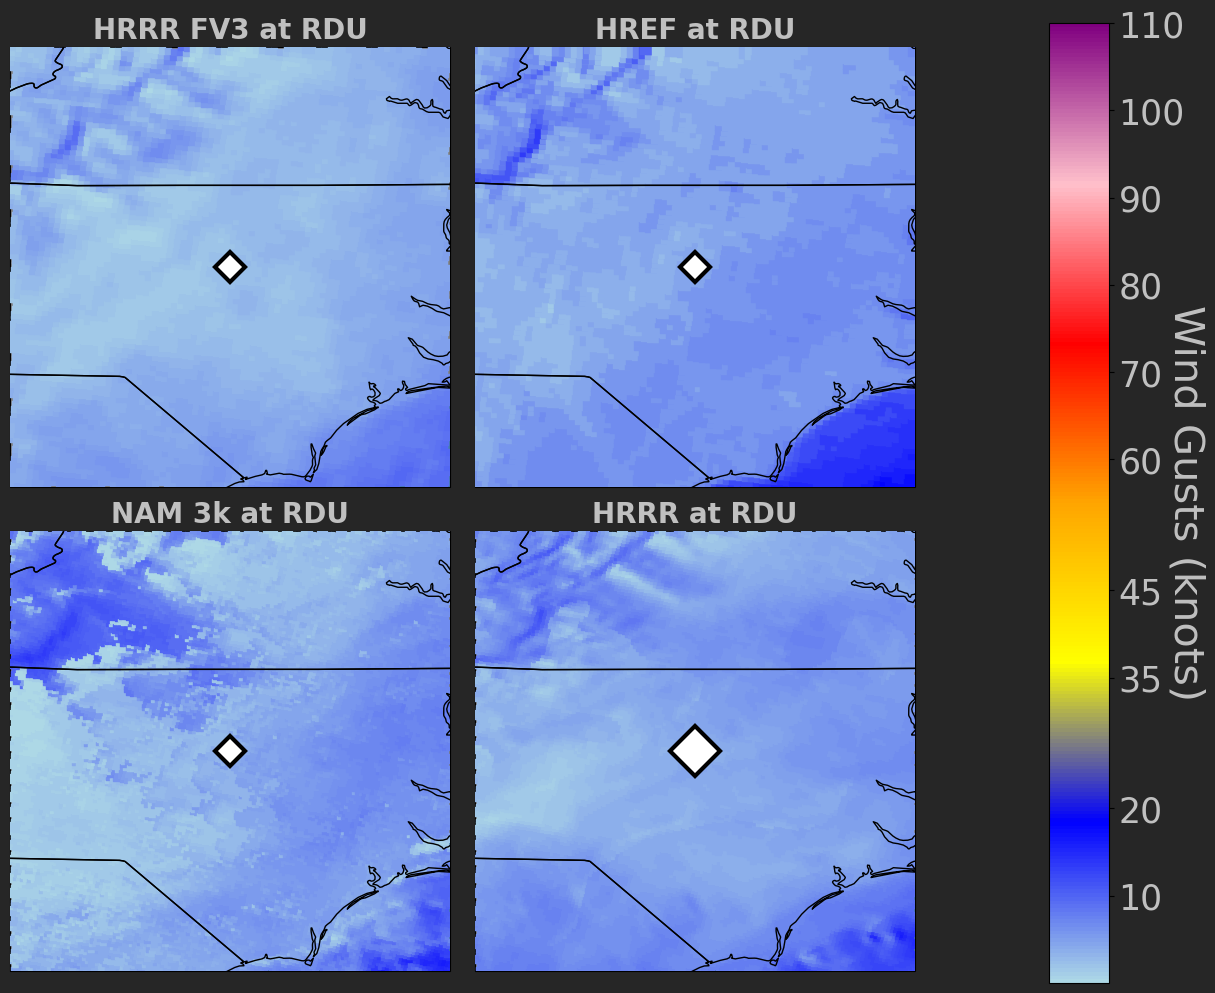 HRRR FV3 at RDU
HREF at RDU
NAM 3k at RDU
HRRR at RDU
110
100
90
80
70
60
45
35
20
10
Wind Gusts (knots)